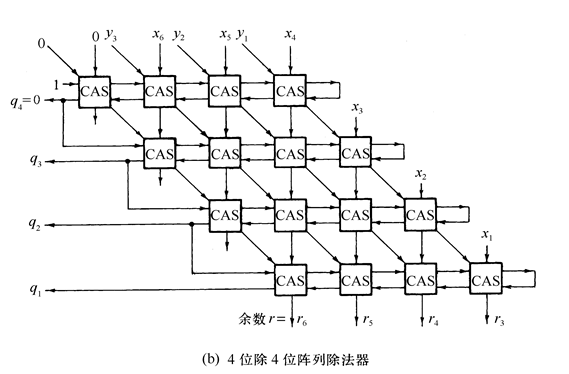 0 0 y₃ x₆ y₂ x₅ y₁ x₄
1 CAS CAS CAS CAS
q₄=0
x₃
CAS CAS CAS CAS
q₃
x₂
CAS CAS CAS CAS
q₂
x₁
CAS CAS CAS CAS
q₁
余数 r= r₆ r₅ r₄ r₃
(b) 4 位除 4 位阵列除法器